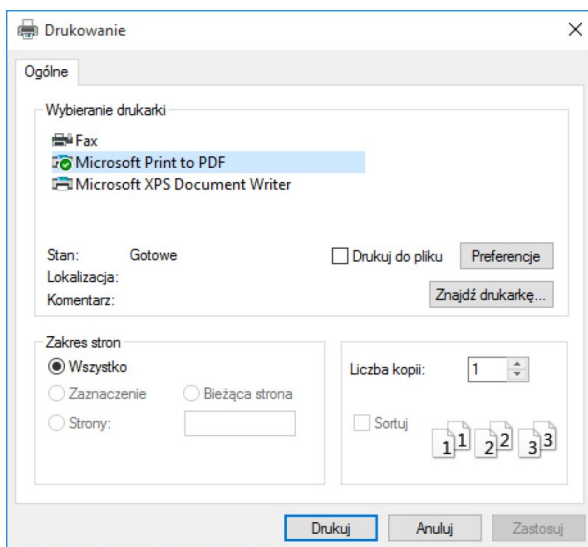 Drukowanie
Ogólne
Wybieranie drukarki
Fax
Microsoft Print to PDF
Microsoft XPS Document Writer
Stan: Gotowe
Drukuj do pliku
Preferencje
Lokalizacja:
Komentarz:
Znajdź drukarkę...
Zakres stron
Wszystko
Zaznaczenie
Bieżąca strona
Strony:
Liczba kopii: 1
Sortuj
1 1 2 2 3 3
Drukuj
Anuluj
Zastosuj